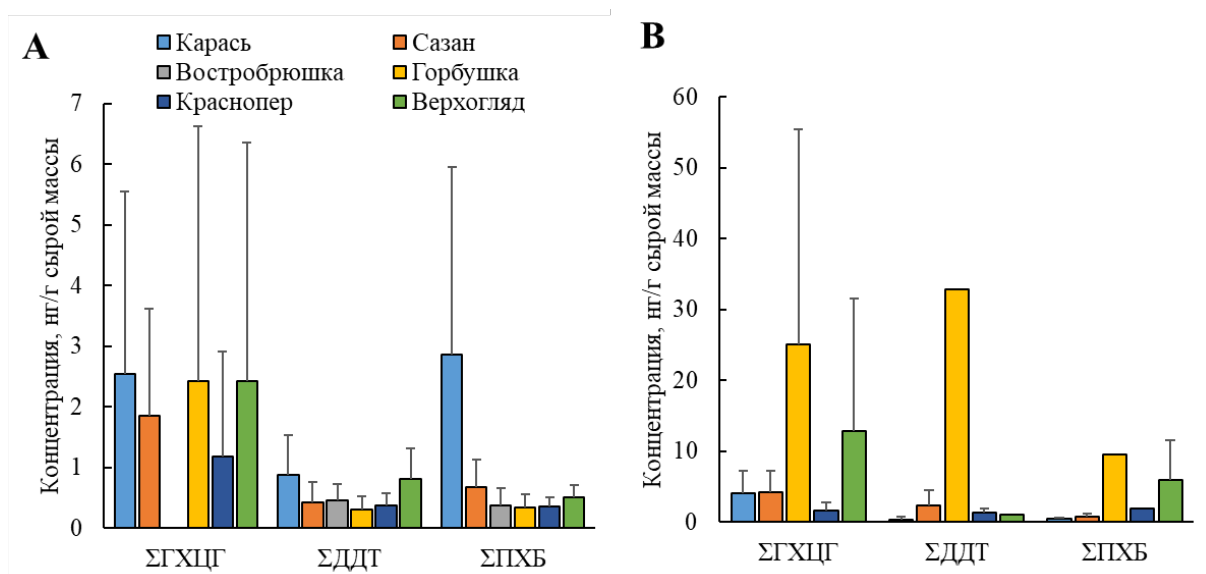 A
Карась
Сазан
Востробрюшка
Горбушка
Краснопер
Верхогляд
Концентрация, нг/г сырой массы
7
6
5
4
3
2
1
0
ΣГХЦГ
ΣДДТ
ΣПХБ
B
Концентрация, нг/г сырой массы
60
50
40
30
20
10
0
ΣГХЦГ
ΣДДТ
ΣПХБ